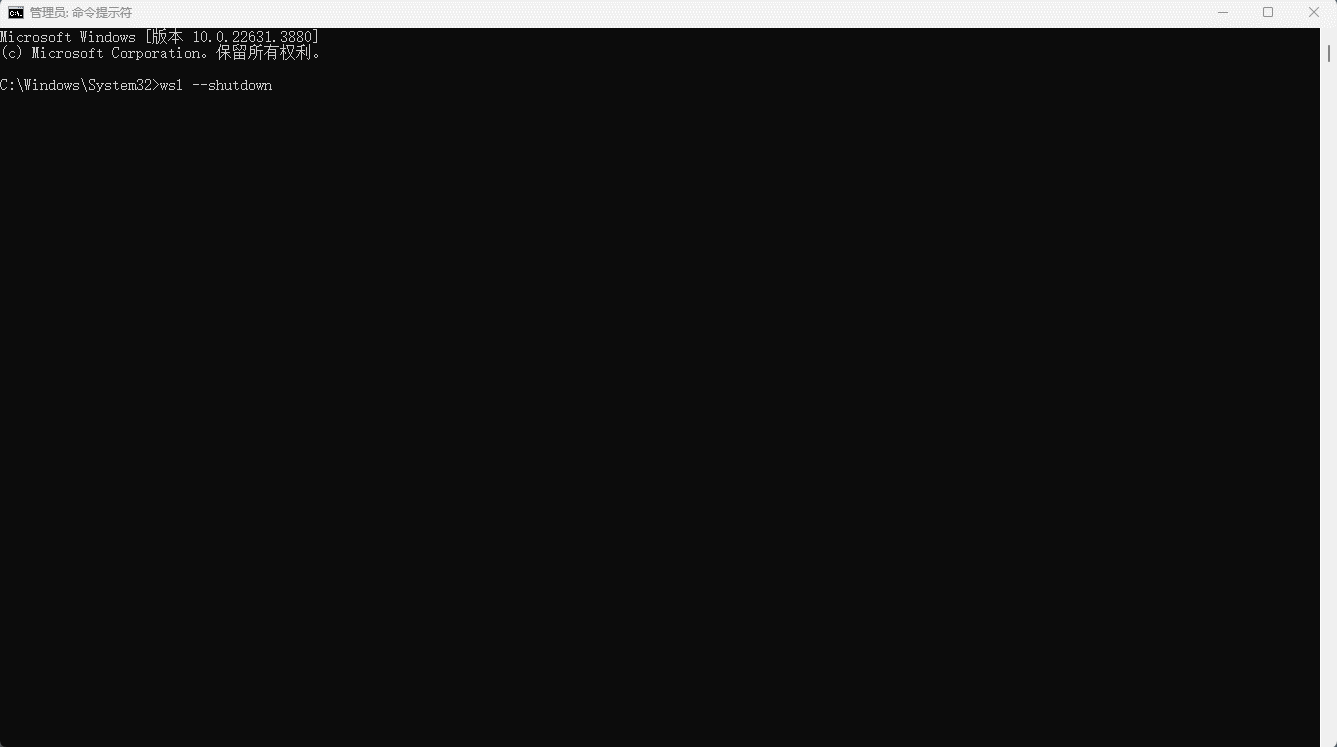 管理员: 命令提示符
Microsoft Windows [版本 10.0.22631.3880]
(c) Microsoft Corporation。保留所有权利。
C:\Windows\System32>wsl --shutdown